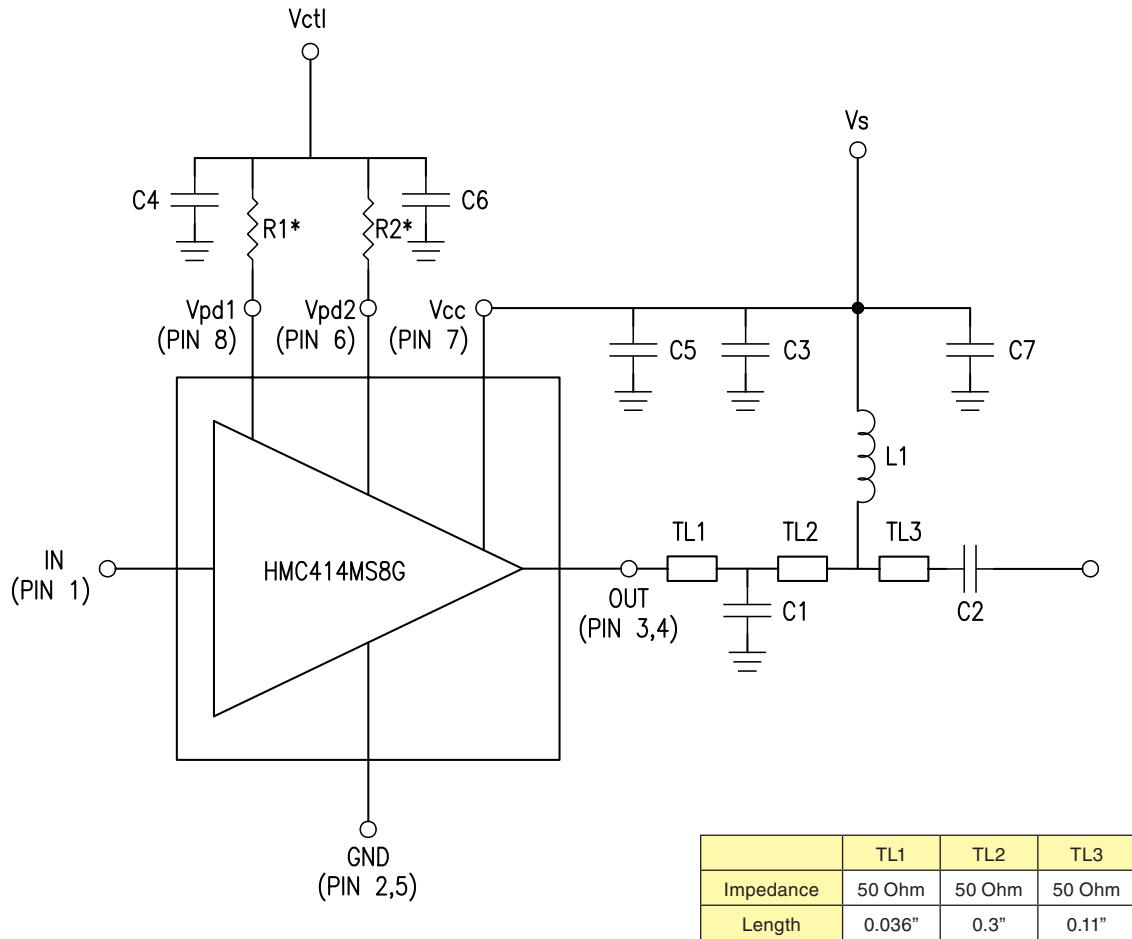 Vctl
Vs
C4
R1*
R2*
C6
Vpd1
(PIN 8)
Vpd2
(PIN 6)
Vcc
(PIN 7)
C5
C3
C7
L1
IN
(PIN 1)
HMC414MS8G
TL1
TL2
TL3
OUT
(PIN 3,4)
C1
C2
GND
(PIN 2,5)
TL1 TL2 TL3
Impedance 50 Ohm 50 Ohm 50 Ohm
Length 0.036” 0.3” 0.11”